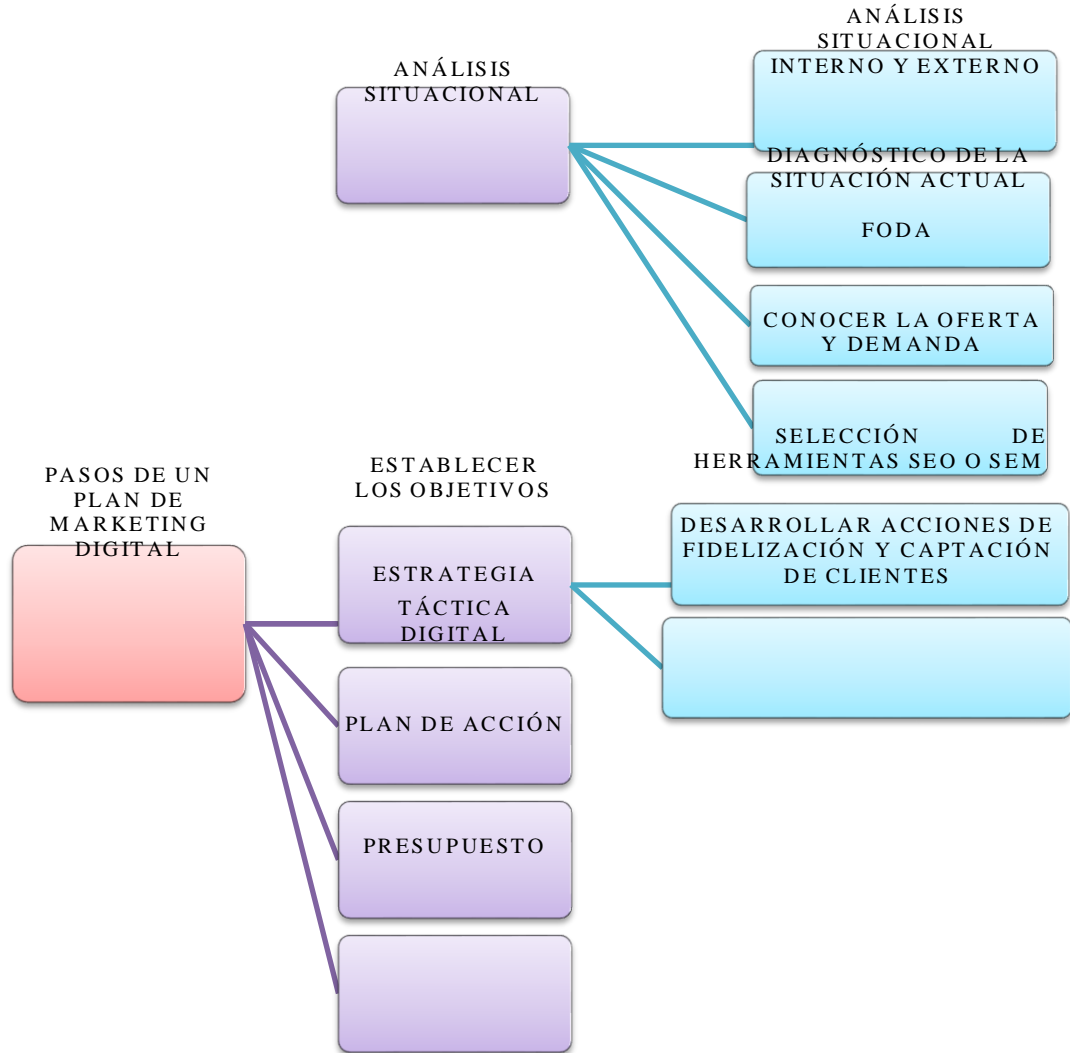 PASOS DE UN
PLAN DE
MARKETING
DIGITAL
ANÁLISIS
SITUACIONAL
ESTABLECER
LOS OBJETIVOS
ESTRATEGIA
TÁCTICA
DIGITAL
PLAN DE ACCIÓN
PRESUPUESTO
ANÁLISIS
SITUACIONAL
INTERNO Y EXTERNO
DIAGNÓSTICO DE LA
SITUACIÓN ACTUAL
FODA
CONOCER LA OFERTA
Y DEMANDA
SELECCIÓN DE
HERRAMIENTAS SEO O SEM
DESARROLLAR ACCIONES DE
FIDELIZACIÓN Y CAPTACIÓN
DE CLIENTES